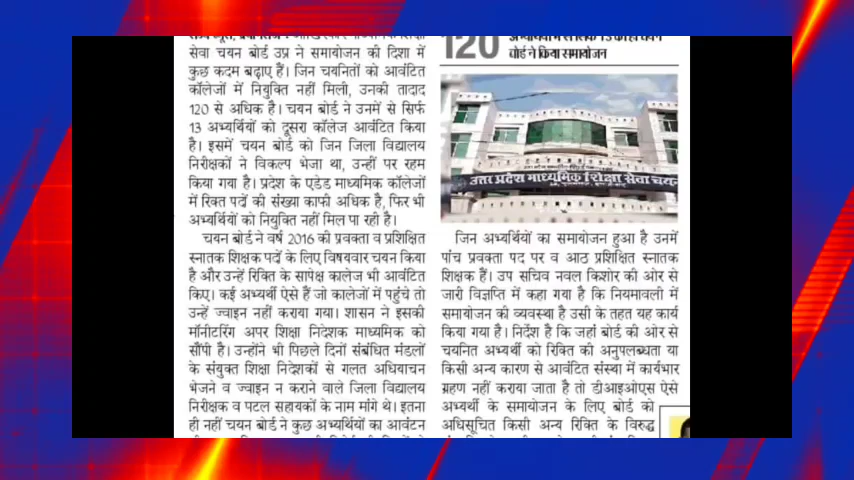 सेवा चयन बोर्ड उप्र ने समायोजन की दिशा में
कुछ कदम बढ़ाए हैं। जिन चयनितों को आवंटित
कॉलेजों में नियुक्ति नहीं मिली, उनकी तादाद
120 से अधिक है। चयन बोर्ड ने उनमें से सिर्फ
13 अभ्यर्थियों को दूसरा कॉलेज आवंटित किया
है। इसमें चयन बोर्ड को जिन जिला विद्यालय
निरीक्षकों ने विकल्प भेजा था, उन्हीं पर रहम
किया गया है। प्रदेश के एडेड माध्यमिक कॉलेजों
में रिक्त पदों की संख्या काफी अधिक है, फिर भी
अभ्यर्थियों को नियुक्ति नहीं मिल पा रही है।
चयन बोर्ड ने वर्ष 2016 की प्रवक्ता व प्रशिक्षित
स्नातक शिक्षक पदों के लिए विषयवार चयन किया
है और उन्हें रिक्ति के सापेक्ष कालेज भी आवंटित
किए। कई अभ्यर्थी ऐसे हैं जो कालेजों में पहुंचे तो
उन्हें ज्वाइन नहीं कराया गया। शासन ने इसकी
मॉनीटरिंग अपर शिक्षा निदेशक माध्यमिक को
सौंपी है। उन्होंने भी पिछले दिनों संबंधित मंडलों
के संयुक्त शिक्षा निदेशकों से गलत अधियाचन
भेजने व ज्वाइन न कराने वाले जिला विद्यालय
निरीक्षक व पटल सहायकों के नाम मांगे थे। इतना
ही नहीं चयन बोर्ड ने कुछ अभ्यर्थियों का आवंटन
120
बोर्ड ने किया समायोजन
उत्तर प्रदेश माध्यमिक शिक्षा सेवा चयन
जिन अभ्यर्थियों का समायोजन हुआ है उनमें
पांच प्रवक्ता पद पर व आठ प्रशिक्षित स्नातक
शिक्षक हैं। उप सचिव नवल किशोर की ओर से
जारी विज्ञप्ति में कहा गया है कि नियमावली में
समायोजन की व्यवस्था है उसी के तहत यह कार्य
किया गया है। निर्देश है कि जहां बोर्ड की ओर से
चयनित अभ्यर्थी को रिक्ति की अनुपलब्धता या
किसी अन्य कारण से आवंटित संस्था में कार्यभार
ग्रहण नहीं कराया जाता है तो डीआइओएस ऐसे
अभ्यर्थी के समायोजन के लिए बोर्ड को
अधिसूचित किसी अन्य रिक्ति के विरुद्ध